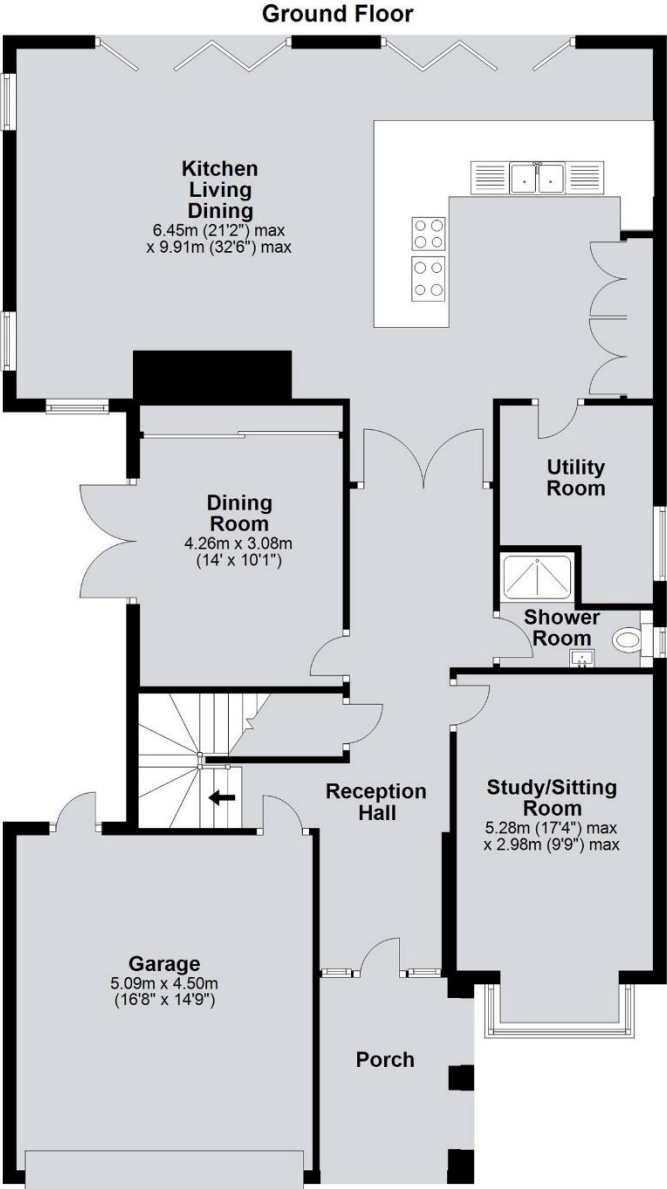 Ground Floor
Kitchen
Living
Dining
6.45m (21'2") max
x 9.91m (32'6") max
Utility
Room
Dining
Room
4.26m x 3.08m
(14' x 10'1")
Shower
Room
Reception
Hall
Study/Sitting
Room
5.28m (17'4") max
x 2.98m (9'9") max
Garage
5.09m x 4.50m
(16'8" x 14'9")
Porch